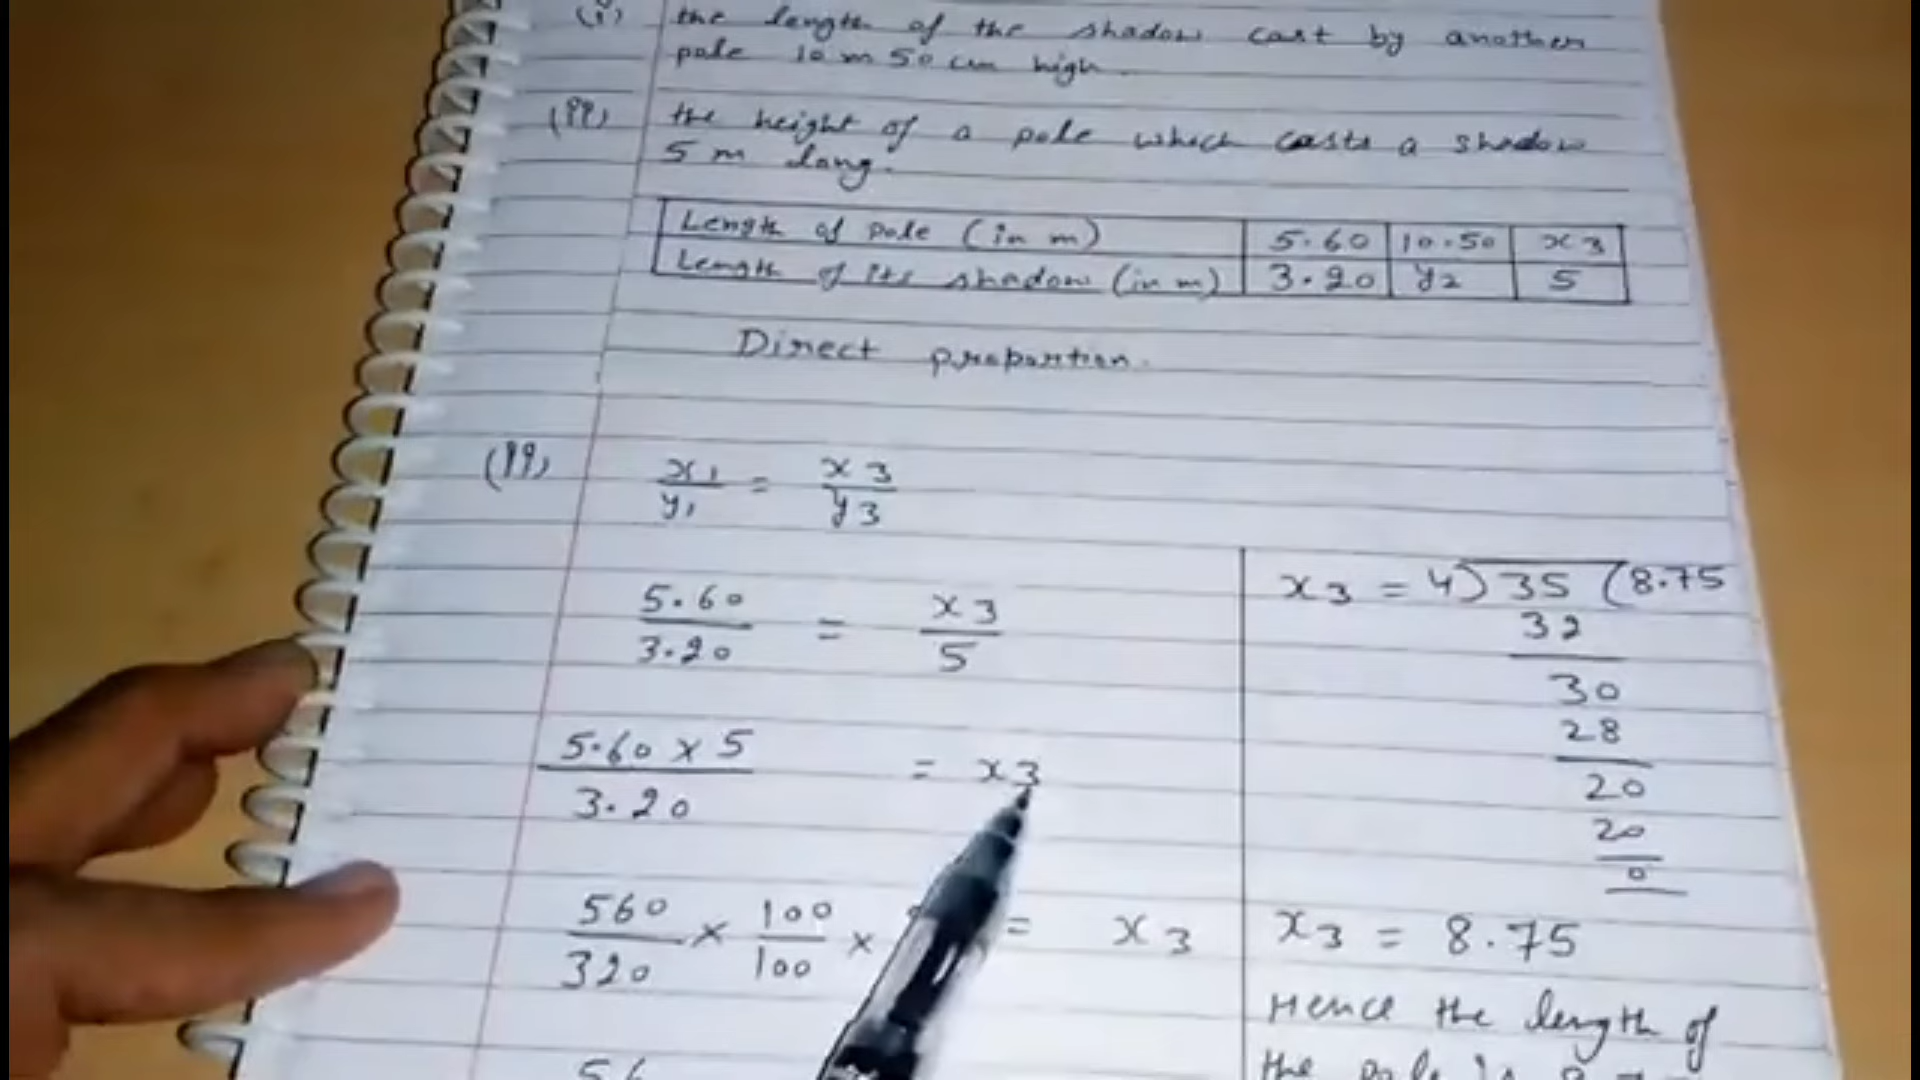 (i) the length of the shadow cast by another
pole 10 m 50 cm high.
(ii) the height of a pole which casts a shadow
5 m long.
Length of pole (in m) 5.60 10.50 x3
Length of its shadow (in m) 3.20 y2 5
Direct proportion.
(ii) x1/y1 = x3/y3
5.60/3.20 = x3/5
5.60 x 5/3.20 = x3
560/320 x 100/100 x = x3
56
x3 = 4)35(8.75
32
30
28
20
20
0
x3 = 8.75
Hence the length of
the pole is